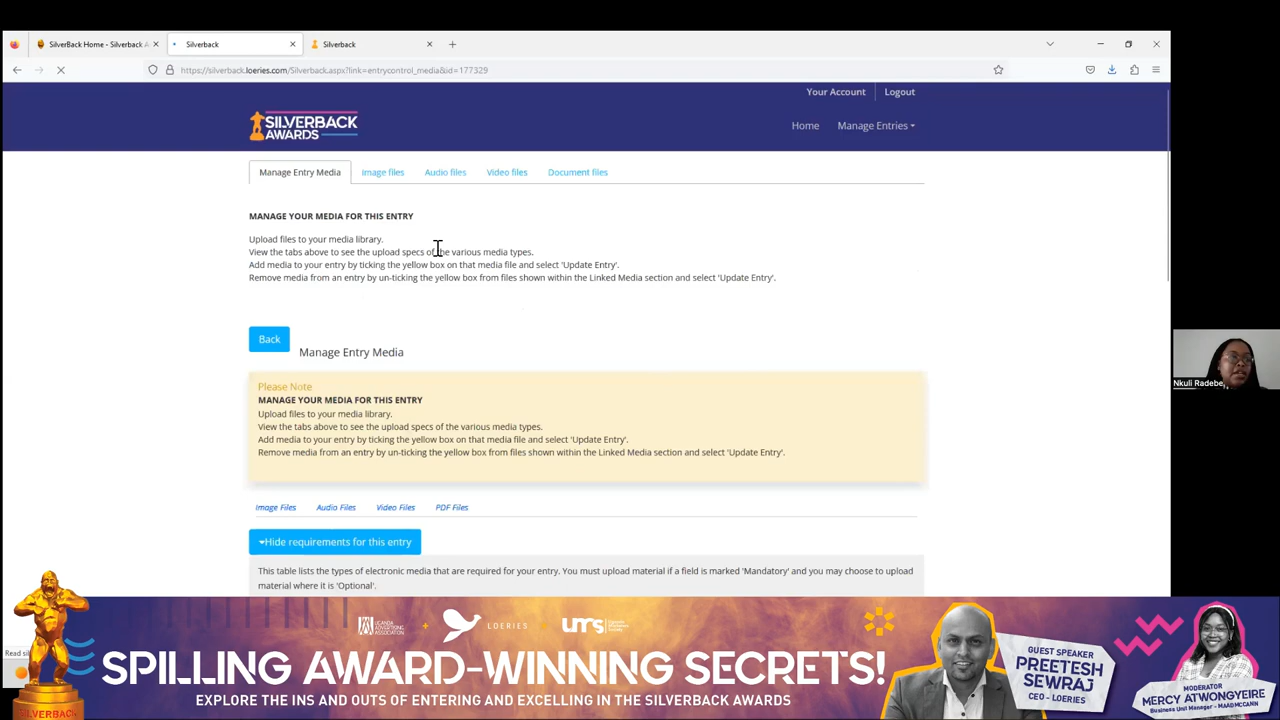 SilverBack Home - Silverback A
Silverback
Silverback
https://silverback.loeries.com/Silverback.aspx?link=entrycontrol_media&id=177329
Your Account
Logout
SILVERBACK
AWARDS
Home
Manage Entries
Manage Entry Media
Image files
Audio files
Video files
Document files
MANAGE YOUR MEDIA FOR THIS ENTRY
Upload files to your media library.
View the tabs above to see the upload specs of the various media types.
Add media to your entry by ticking the yellow box on that media file and select 'Update Entry'.
Remove media from an entry by un-ticking the yellow box from files shown within the Linked Media section and select 'Update Entry'.
Back
Manage Entry Media
Please Note
MANAGE YOUR MEDIA FOR THIS ENTRY
Upload files to your media library.
View the tabs above to see the upload specs of the various media types.
Add media to your entry by ticking the yellow box on that media file and select 'Update Entry'.
Remove media from an entry by un-ticking the yellow box from files shown within the Linked Media section and select 'Update Entry'.
Image Files
Audio Files
Video Files
PDF Files
Hide requirements for this entry
This table lists the types of electronic media that are required for your entry. You must upload material if a field is marked 'Mandatory' and you may choose to upload
material where it is 'Optional'.
Nkuli Radebe
Read sil
UGANDA
ADVERTISING
ASSOCIATION
+
LOERIES
+
ums
SPILLING AWARD-WINNING SECRETS!
EXPLORE THE INS AND OUTS OF ENTERING AND EXCELLING IN THE SILVERBACK AWARDS
SILVERBACK
GUEST SPEAKER
PREETESH
SEWRAJ
CEO - LOERIES
MODERATOR
MERCY ATWONGYEIRE
Business Unit Manager - MAAD MCCANN